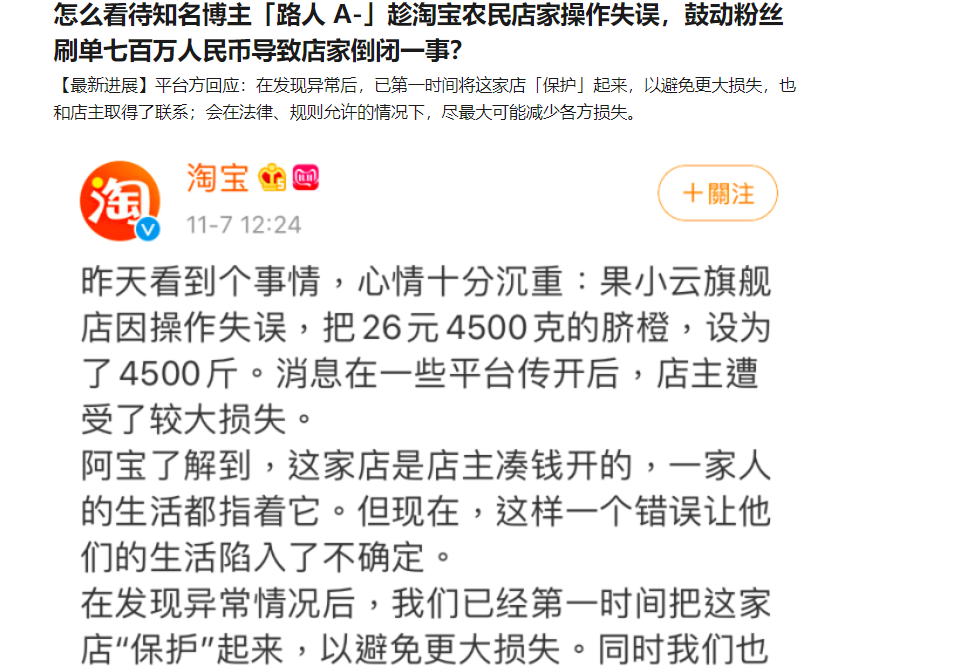 怎么看待知名博主「路人 A-」趁淘宝农民店家操作失误，鼓动粉丝
刷单七百万人民币导致店家倒闭一事?
【最新进展】平台方回应：在发现异常后，已第一时间将这家店「保护」起来，以避免更大损失，也
和店主取得了联系；会在法律、规则允许的情况下，尽最大可能减少各方损失。
淘
淘宝
11-7 12:24
＋關注
昨天看到个事情，心情十分沉重：果小云旗舰
店因操作失误，把26元4500克的脐橙，设为
了4500斤。消息在一些平台传开后，店主遭
受了较大损失。
阿宝了解到，这家店是店主凑钱开的，一家人
的生活都指着它。但现在，这样一个错误让他
们的生活陷入了不确定。
在发现异常情况后，我们已经第一时间把这家
店“保护”起来，以避免更大损失。同时我们也